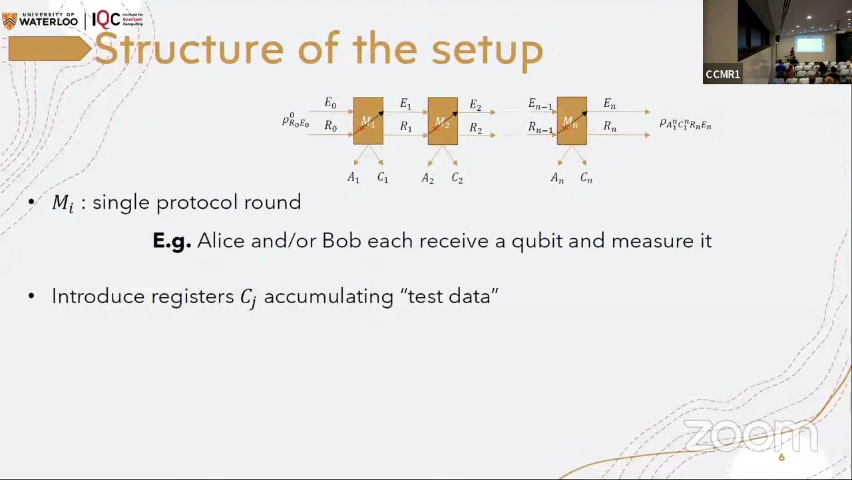 UNIVERSITY OF
WATERLOO
IQC
Institute for
Quantum
Computing
Structure of the setup
CCMR1
E₀ E₁ E₂ Eₙ₋₁ Eₙ
ρ⁰_{R₀E₀} M₁ M₂ Mₙ ρ_{A₁ⁿC₁ⁿRₙEₙ}
R₀ R₁ R₂ Rₙ₋₁ Rₙ
A₁ C₁ A₂ C₂ Aₙ Cₙ
• Mᵢ : single protocol round
E.g. Alice and/or Bob each receive a qubit and measure it
• Introduce registers Cⱼ accumulating “test data”
zoom
6